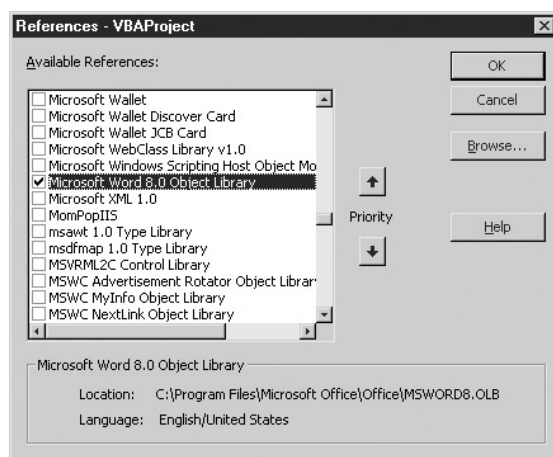 References - VBAProject
Available References:
OK
Cancel
Browse...
Help
Microsoft Wallet
Microsoft Wallet Discover Card
Microsoft Wallet JCB Card
Microsoft WebClass Library v1.0
Microsoft Windows Scripting Host Object Mo
Microsoft Word 8.0 Object Library
Microsoft XML 1.0
MomPopIIS
msawt 1.0 Type Library
msdfmap 1.0 Type Library
MSVRML2C Control Library
MSWC Advertisement Rotator Object Librar
MSWC MyInfo Object Library
MSWC NextLink Object Library
Priority
Microsoft Word 8.0 Object Library
Location: C:\Program Files\Microsoft Office\Office\MSWORD8.OLB
Language: English/United States